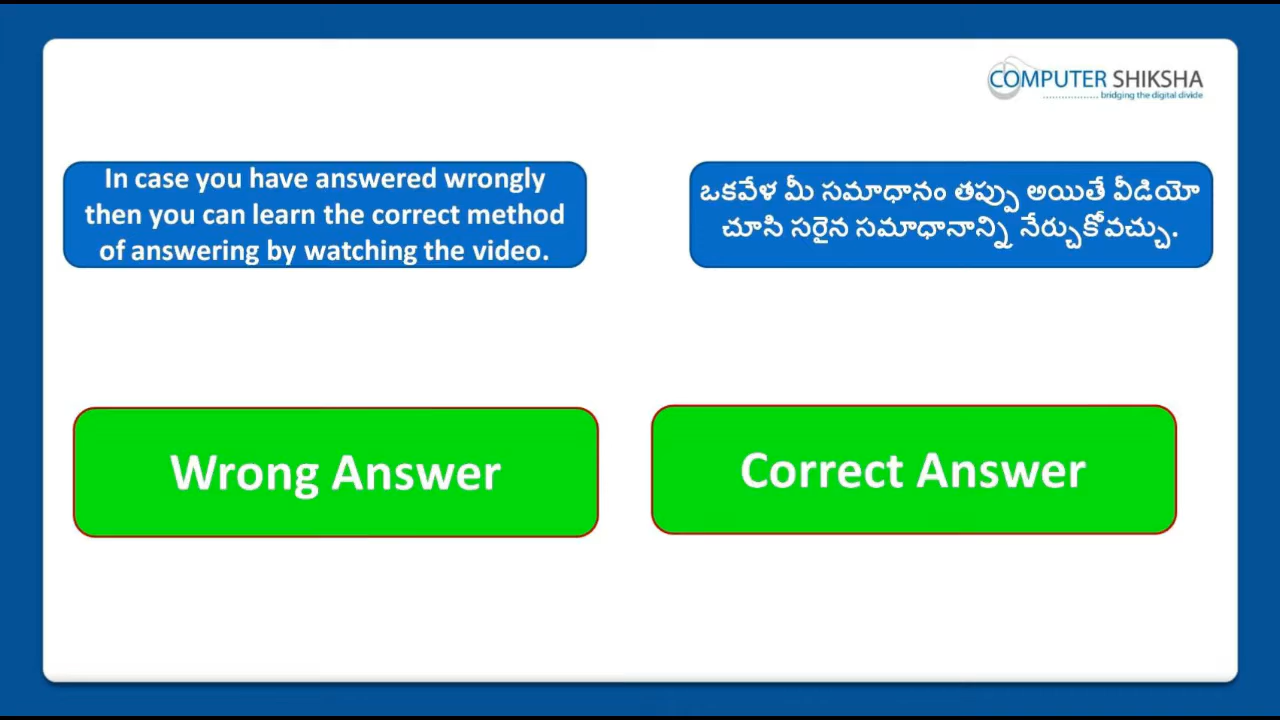 COMPUTER SHIKSHA
bridging the digital divide
In case you have answered wrongly
then you can learn the correct method
of answering by watching the video.
ఒకవేళ మీ సమాధానం తప్పు అయితే వీడియో
చూసి సరైన సమాధానాన్ని నేర్చుకోవచ్చు.
Wrong Answer
Correct Answer